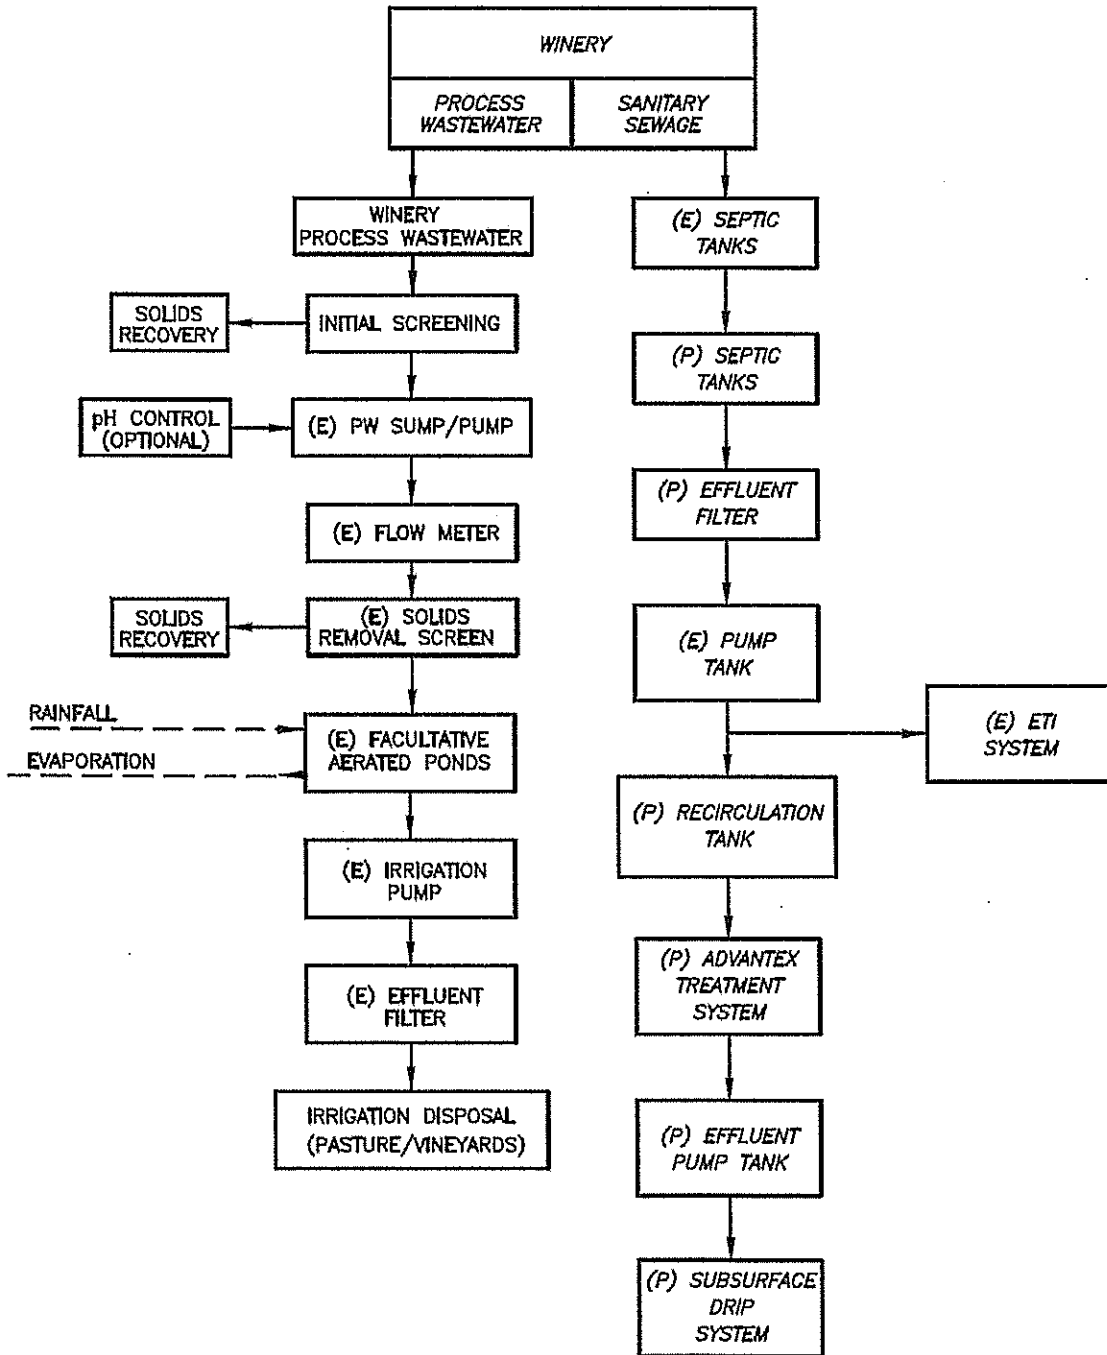 WINERY
PROCESS
WASTEWATER
SANITARY
SEWAGE
WINERY
PROCESS WASTEWATER
SOLIDS
RECOVERY
INITIAL SCREENING
pH CONTROL
(OPTIONAL)
(E) PW SUMP/PUMP
(E) FLOW METER
SOLIDS
RECOVERY
(E) SOLIDS
REMOVAL SCREEN
RAINFALL
EVAPORATION
(E) FACULTATIVE
AERATED PONDS
(E) IRRIGATION
PUMP
(E) EFFLUENT
FILTER
IRRIGATION DISPOSAL
(PASTURE/VINEYARDS)
(E) SEPTIC
TANKS
(P) SEPTIC
TANKS
(P) EFFLUENT
FILTER
(E) PUMP
TANK
(E) ETI
SYSTEM
(P) RECIRCULATION
TANK
(P) ADVANTEX
TREATMENT
SYSTEM
(P) EFFLUENT
PUMP TANK
(P) SUBSURFACE
DRIP
SYSTEM